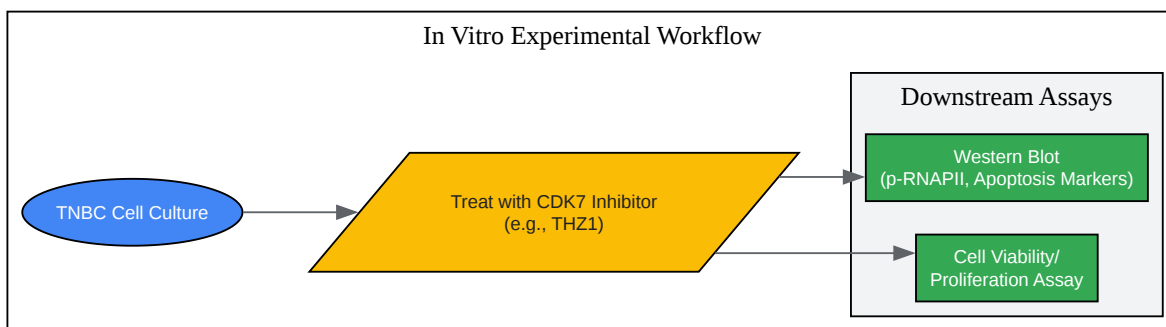 In Vitro Experimental Workflow
Downstream Assays
TNBC Cell Culture
Treat with CDK7 Inhibitor
(e.g., THZ1)
Western Blot
(p-RNAPII, Apoptosis Markers)
Cell Viability/
Proliferation Assay